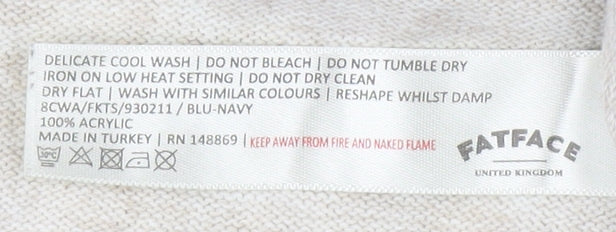 DELICATE COOL WASH | DO NOT BLEACH | DO NOT TUMBLE DRY
IRON ON LOW HEAT SETTING | DO NOT DRY CLEAN
DRY FLAT | WASH WITH SIMILAR COLOURS | RESHAPE WHILST DAMP
8CWA/FKTS/930211 / BLU-NAVY
100% ACRYLIC
MADE IN TURKEY | RN 148869 | KEEP AWAY FROM FIRE AND NAKED FLAME
30°C
FATFACE
UNITED KINGDOM